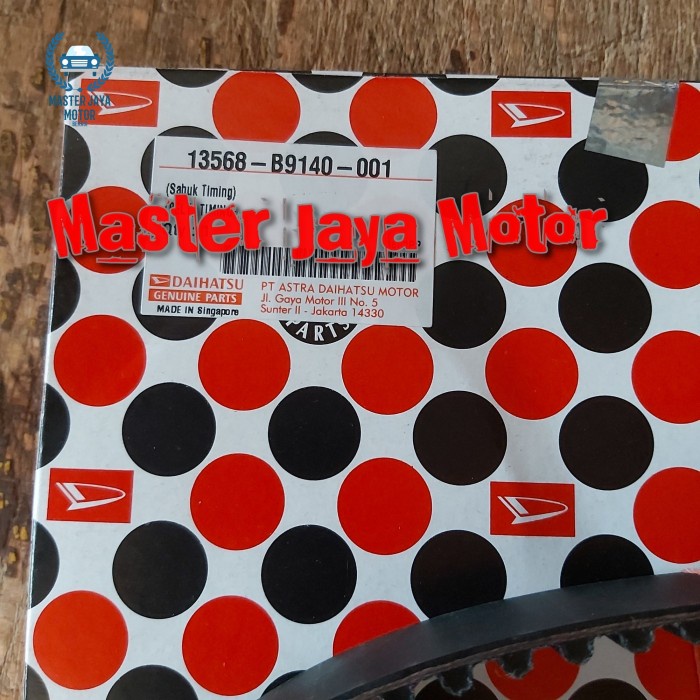 MASTER JAYA
MOTOR
13568-B9140-001
(Sabuk Timing)
Master Jaya Motor
DAIHATSU
GENUINE PARTS
MADE IN Singapore
PT ASTRA DAIHATSU MOTOR
Jl. Gaya Motor III No. 5
Sunter II - Jakarta 14330
PARTS